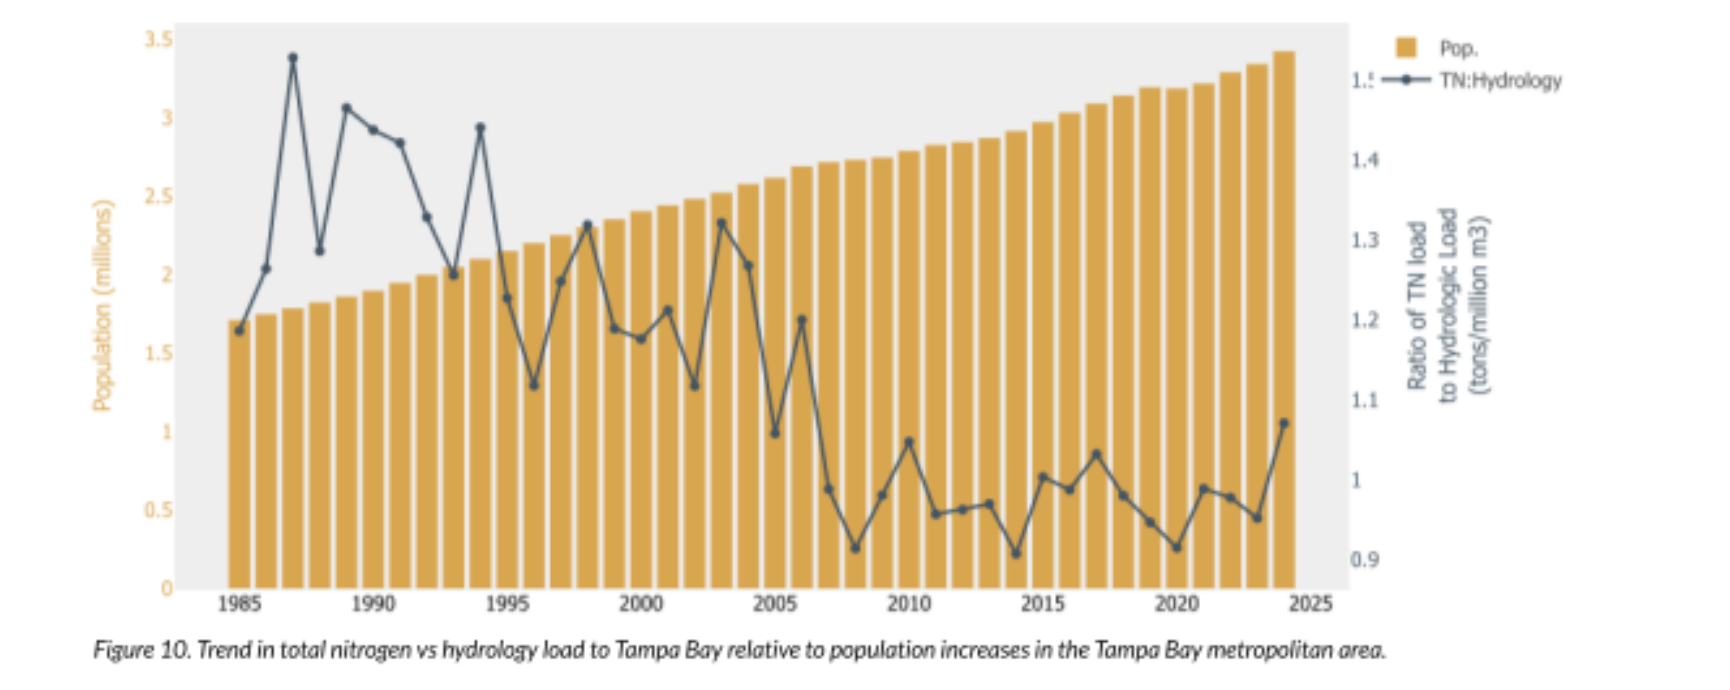 3.5
3
2.5
2
1.5
1
0.5
0
Population (millions)
1985 1990 1995 2000 2005 2010 2015 2020 2025
1.4
1.3
1.2
1.1
1
0.9
Ratio of TN load
to Hydrologic Load
(tons/million m3)
Pop.
TN:Hydrology
Figure 10. Trend in total nitrogen vs hydrology load to Tampa Bay relative to population increases in the Tampa Bay metropolitan area.